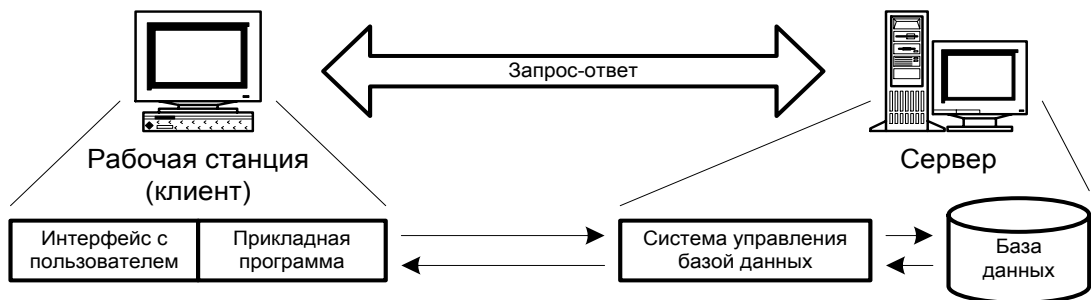 Запрос-ответ
Рабочая станция
(клиент)
Сервер
Интерфейс с
пользователем
Прикладная
программа
Система управления
базой данных
База
данных